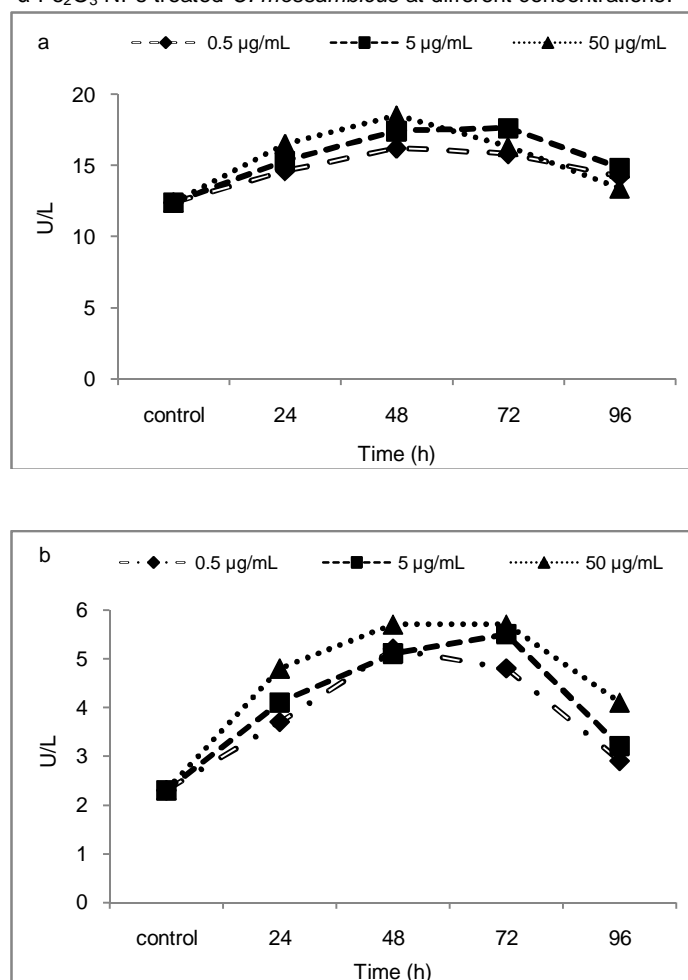 Fe₂O₃ NPs treated O. mossambicus at different concentrations.
a
0.5 µg/mL 5 µg/mL 50 µg/mL
20
15
10
5
0
U/L
control 24 48 72 96
Time (h)
b
0.5 µg/mL 5 µg/mL 50 µg/mL
6
5
4
3
2
1
0
U/L
control 24 48 72 96
Time (h)